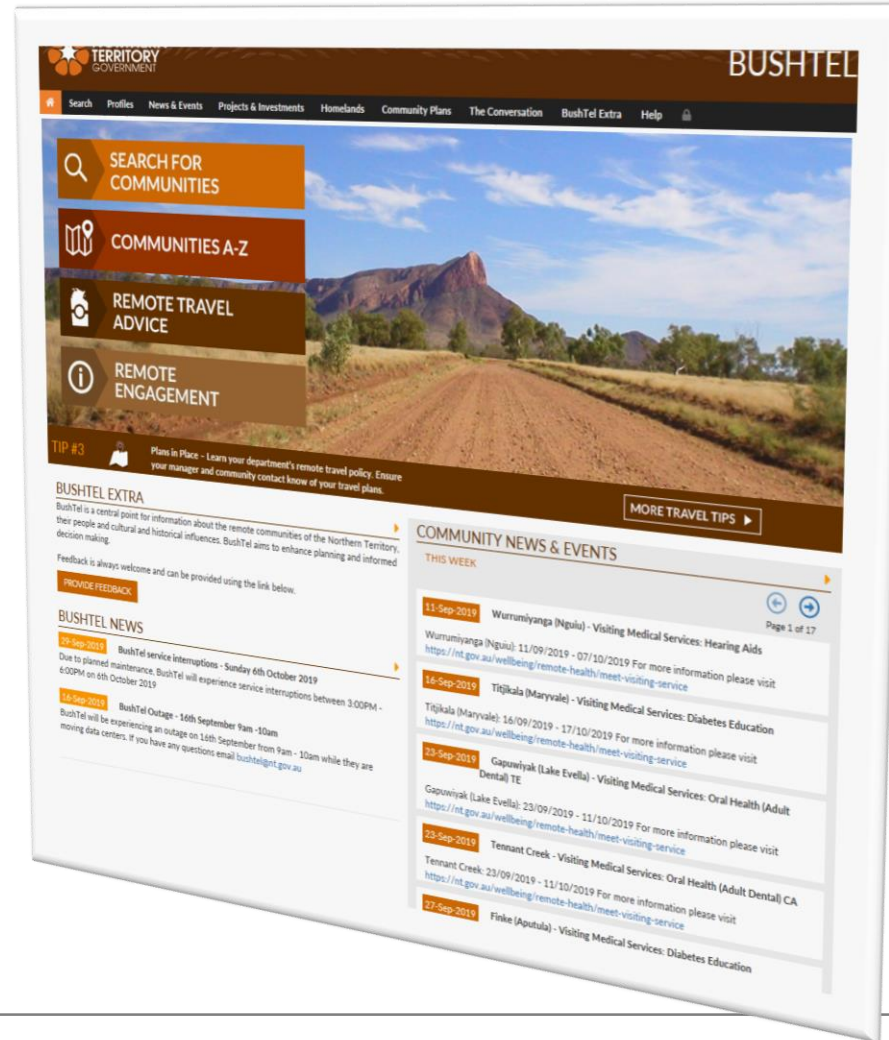 TERRITORY
GOVERNMENT
BUSHTEL
Search Profiles News & Events Projects & Investments Homelands Community Plans The Conversation BushTel Extra Help
SEARCH FOR
COMMUNITIES
COMMUNITIES A-Z
REMOTE TRAVEL
ADVICE
REMOTE
ENGAGEMENT
TIP #3
Plans in Place – Learn your department's remote travel policy. Ensure
your manager and community contact know of your travel plans.
MORE TRAVEL TIPS
BUSHTEL EXTRA
BushTel is a central point for information about the remote communities of the Northern Territory,
their people and cultural and historical influences. BushTel aims to enhance planning and informed
decision making.
Feedback is always welcome and can be provided using the link below.
PROVIDE FEEDBACK
BUSHTEL NEWS
29-Sep-2019 BushTel service interruptions - Sunday 6th October 2019
Due to planned maintenance, BushTel will experience service interruptions between 3:00PM -
6:00PM on 6th October 2019
16-Sep-2019 BushTel Outage - 16th September 9am -10am
BushTel will be experiencing an outage on 16th September from 9am - 10am while they are
moving data centers. If you have any questions email bushtel@nt.gov.au
COMMUNITY NEWS & EVENTS
THIS WEEK
Page 1 of 17
11-Sep-2019 Wurrumiyanga (Nguiu) - Visiting Medical Services: Hearing Aids
Wurrumiyanga (Nguiu): 11/09/2019 - 07/10/2019 For more information please visit
https://nt.gov.au/wellbeing/remote-health/meet-visiting-service
16-Sep-2019 Titjikala (Maryvale) - Visiting Medical Services: Diabetes Education
Titjikala (Maryvale): 16/09/2019 - 17/10/2019 For more information please visit
https://nt.gov.au/wellbeing/remote-health/meet-visiting-service
23-Sep-2019 Gapuwiyak (Lake Evella) - Visiting Medical Services: Oral Health (Adult
Dental) TE
Gapuwiyak (Lake Evella): 23/09/2019 - 11/10/2019 For more information please visit
https://nt.gov.au/wellbeing/remote-health/meet-visiting-service
23-Sep-2019 Tennant Creek - Visiting Medical Services: Oral Health (Adult Dental) CA
Tennant Creek: 23/09/2019 - 11/10/2019 For more information please visit
https://nt.gov.au/wellbeing/remote-health/meet-visiting-service
27-Sep-2019 Finke (Aputula) - Visiting Medical Services: Diabetes Education